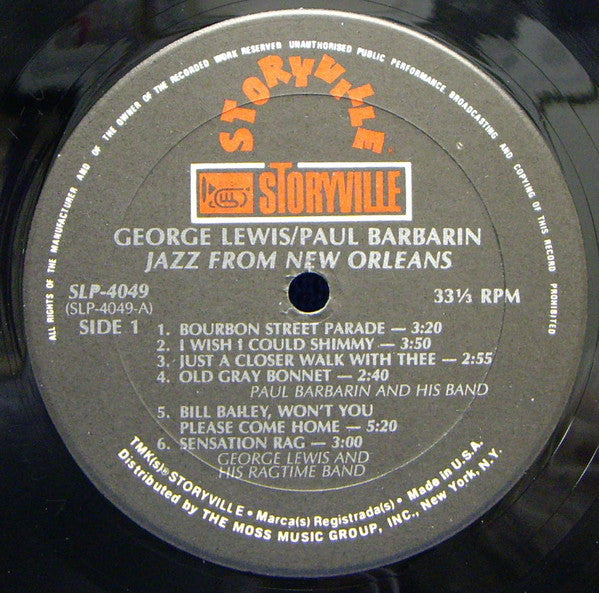 ALL RIGHTS OF THE MANUFACTURER AND OF THE OWNER OF THE RECORDED WORK RESERVED UNAUTHORISED PUBLIC PERFORMANCE BROADCASTING AND COPYING OF THIS RECORD PROHIBITED
STORYVILLE
STORYVILLE
GEORGE LEWIS/PAUL BARBARIN
JAZZ FROM NEW ORLEANS
SLP-4049
(SLP-4049-A)
SIDE 1
33⅓ RPM
1. BOURBON STREET PARADE — 3:20
2. I WISH I COULD SHIMMY — 3:50
3. JUST A CLOSER WALK WITH THEE — 2:55
4. OLD GRAY BONNET — 2:40
PAUL BARBARIN AND HIS BAND
5. BILL BAILEY, WON'T YOU
PLEASE COME HOME — 5:20
6. SENSATION RAG — 3:00
GEORGE LEWIS AND
HIS RAGTIME BAND
TMK(s)® STORYVILLE • Marca(s) Registrada(s) • Made in U.S.A.
Distributed by THE MOSS MUSIC GROUP, INC., New York, N.Y.